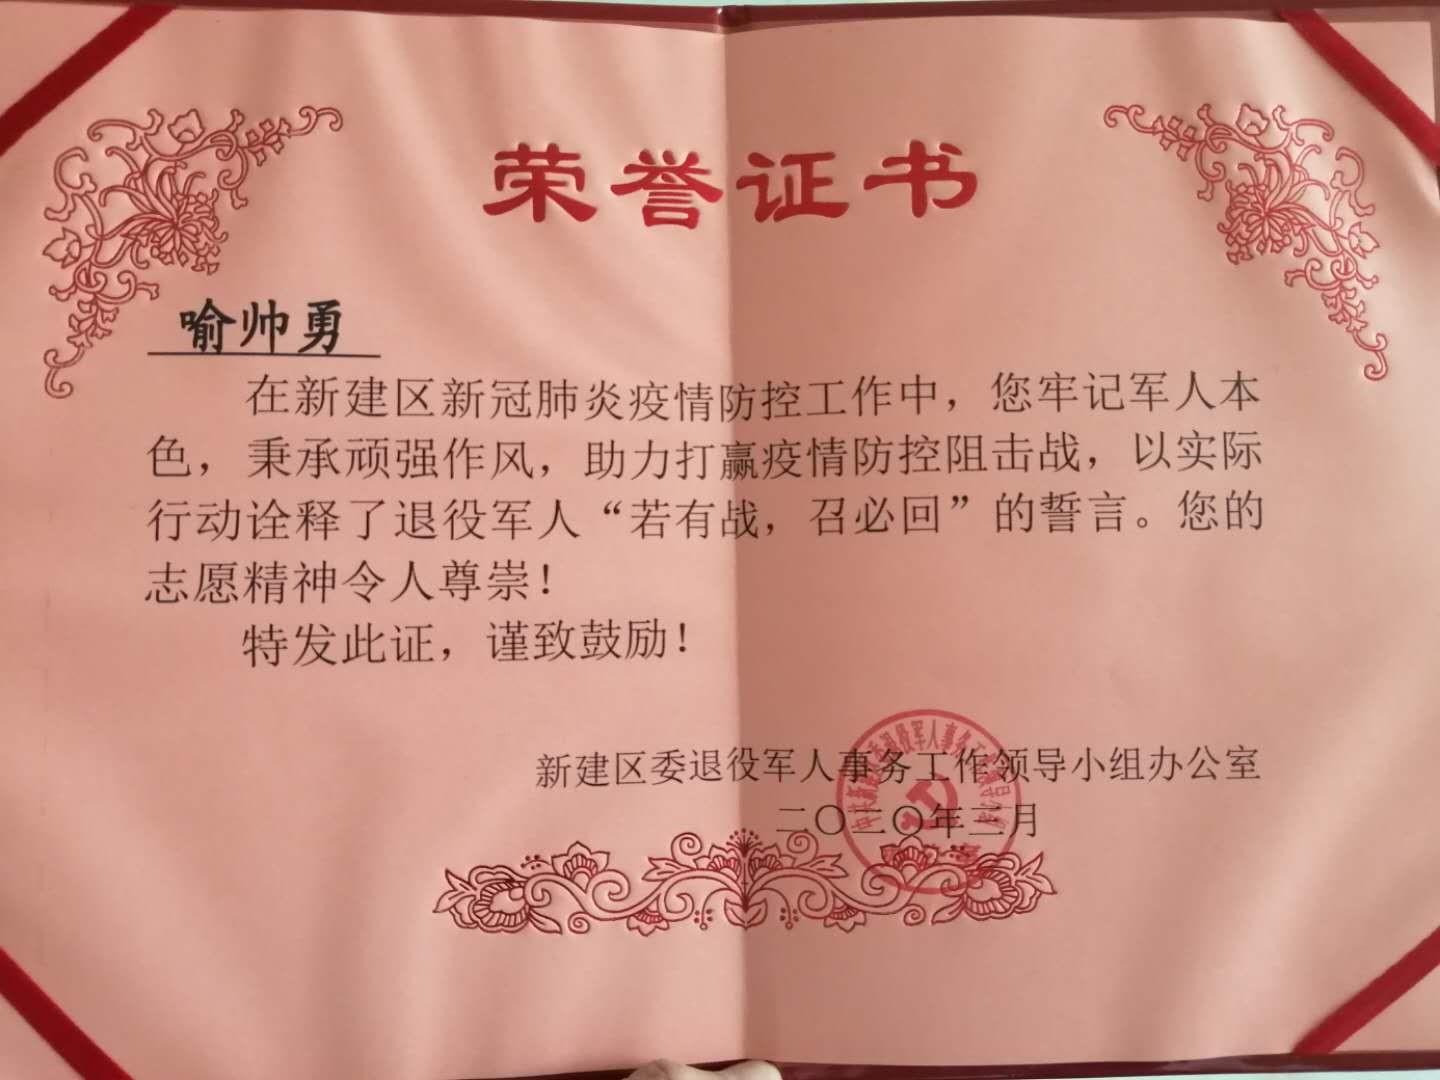 荣誉证书
喻帅勇
在新建区新冠肺炎疫情防控工作中，您牢记军人本
色，秉承顽强作风，助力打赢疫情防控阻击战，以实际
行动诠释了退役军人“若有战，召必回”的誓言。您的
志愿精神令人尊崇！
特发此证，谨致鼓励！
新建区委退役军人事务工作领导小组办公室
二〇二〇年三月